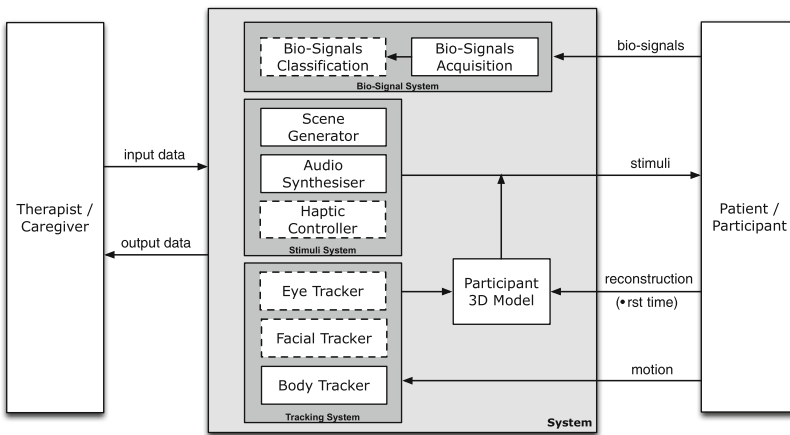 Therapist /
Caregiver
input data
output data
Bio-Signals
Classification
Bio-Signals
Acquisition
Bio-Signal System
Scene
Generator
Audio
Synthesiser
Haptic
Controller
Stimuli System
Eye Tracker
Facial Tracker
Body Tracker
Tracking System
Participant
3D Model
System
bio-signals
stimuli
reconstruction
(•rst time)
motion
Patient /
Participant